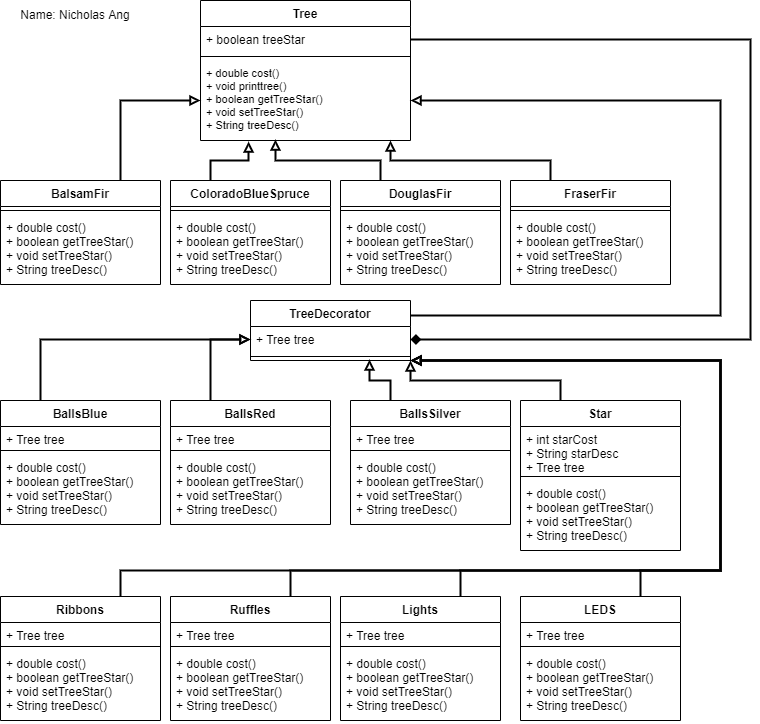 Name: Nicholas Ang
Tree
+ boolean treeStar
+ double cost()
+ void printtree()
+ boolean getTreeStar()
+ void setTreeStar()
+ String treeDesc()
BalsamFir
+ double cost()
+ boolean getTreeStar()
+ void setTreeStar()
+ String treeDesc()
ColoradoBlueSpruce
+ double cost()
+ boolean getTreeStar()
+ void setTreeStar()
+ String treeDesc()
DouglasFir
+ double cost()
+ boolean getTreeStar()
+ void setTreeStar()
+ String treeDesc()
FraserFir
+ double cost()
+ boolean getTreeStar()
+ void setTreeStar()
+ String treeDesc()
TreeDecorator
+ Tree tree
BallsBlue
+ Tree tree
+ double cost()
+ boolean getTreeStar()
+ void setTreeStar()
+ String treeDesc()
BallsRed
+ Tree tree
+ double cost()
+ boolean getTreeStar()
+ void setTreeStar()
+ String treeDesc()
BallsSilver
+ Tree tree
+ double cost()
+ boolean getTreeStar()
+ void setTreeStar()
+ String treeDesc()
Star
+ int starCost
+ String starDesc
+ Tree tree
+ double cost()
+ boolean getTreeStar()
+ void setTreeStar()
+ String treeDesc()
Ribbons
+ Tree tree
+ double cost()
+ boolean getTreeStar()
+ void setTreeStar()
+ String treeDesc()
Ruffles
+ Tree tree
+ double cost()
+ boolean getTreeStar()
+ void setTreeStar()
+ String treeDesc()
Lights
+ Tree tree
+ double cost()
+ boolean getTreeStar()
+ void setTreeStar()
+ String treeDesc()
LEDS
+ Tree tree
+ double cost()
+ boolean getTreeStar()
+ void setTreeStar()
+ String treeDesc()